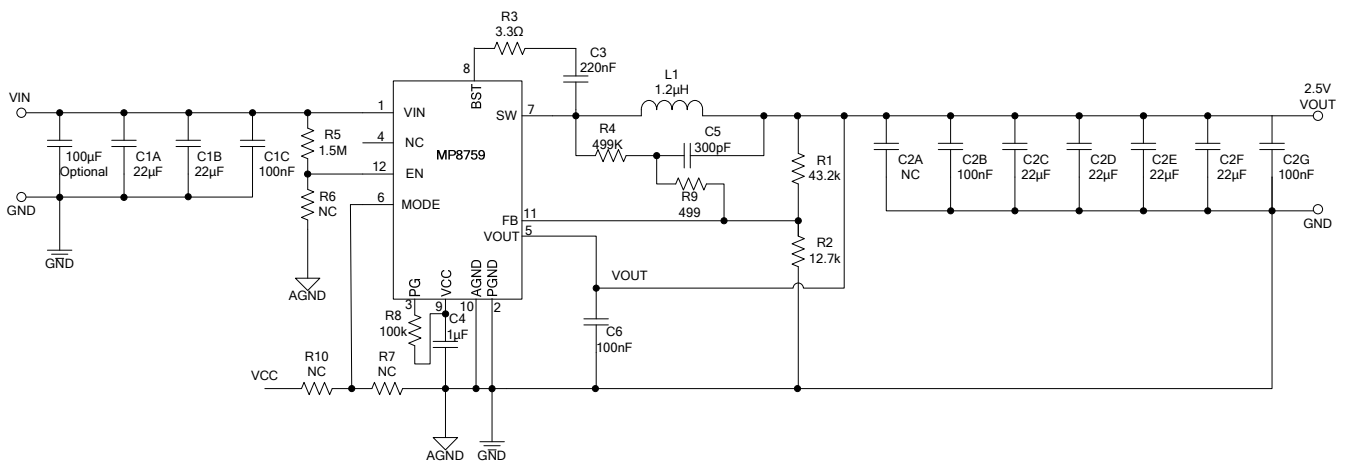 R3
3.3Ω
C3
220nF
8
BST
L1
1.2µH
2.5V
VOUT
VIN
1
VIN
SW
7
R5
1.5M
4
NC
MP8759
R4
499K
C5
300pF
R1
43.2k
100µF
Optional
C1A
22µF
C1B
22µF
C1C
100nF
12
EN
R9
499
C2A
NC
C2B
100nF
C2C
22µF
C2D
22µF
C2E
22µF
C2F
22µF
C2G
100nF
GND
R6
NC
6
MODE
FB
11
VOUT
5
R2
12.7k
GND
GND
AGND
PG
VCC
AGND
PGND
VOUT
3
9
10
2
R8
100k
C4
1µF
C6
100nF
VCC
R10
NC
R7
NC
AGND
GND